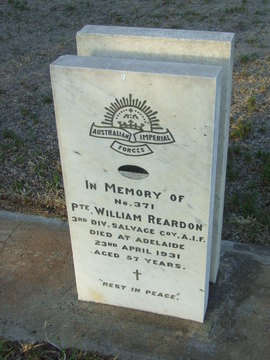 AUSTRALIAN IMPERIAL
FORCES
IN MEMORY OF
NO. 371
PTE. WILLIAM REARDON
3RD DIV. SALVAGE COY. A.I.F.
DIED AT ADELAIDE
23RD APRIL 1931
AGED 57 YEARS.
"REST IN PEACE."